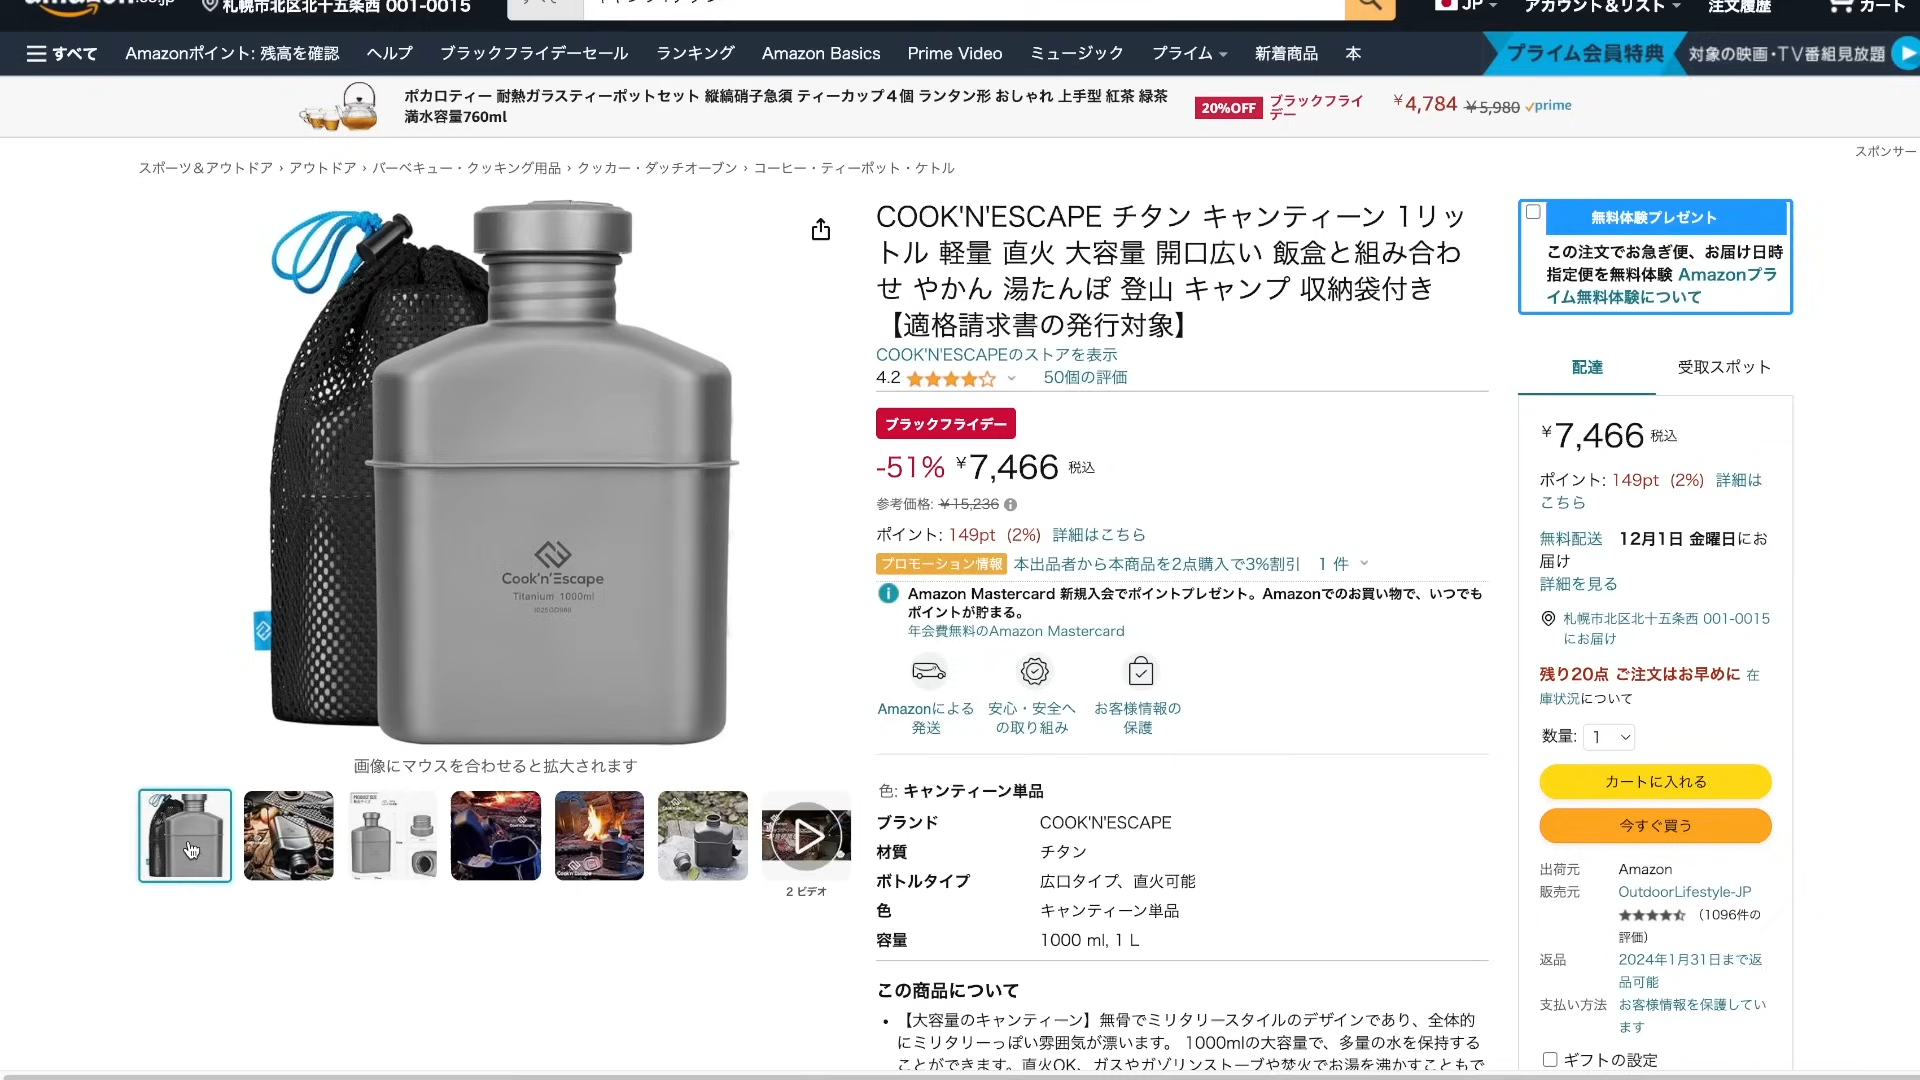 札幌市北区北十五条西 001-0015
JP
アカウント&リスト
注文履歴
カート
すべて
Amazonポイント: 残高を確認
ヘルプ
ブラックフライデーセール
ランキング
Amazon Basics
Prime Video
ミュージック
プライム
新着商品
本
プライム会員特典
対象の映画・TV番組見放題
ポカロティー 耐熱ガラスティーポットセット 縦縞硝子急須 ティーカップ４個 ランタン形 おしゃれ 上手型 紅茶 緑茶
満水容量760ml
20%OFF
ブラックフライ
デー
￥4,784 ￥5,980 prime
スポンサー
スポーツ＆アウトドア › アウトドア › バーベキュー・クッキング用品 › クッカー・ダッチオーブン › コーヒー・ティーポット・ケトル
Cook'n'Escape
Titanium 1000ml
画像にマウスを合わせると拡大されます
2 ビデオ
COOK'N'ESCAPE チタン キャンティーン 1リッ
トル 軽量 直火 大容量 開口広い 飯盒と組み合わ
せ やかん 湯たんぽ 登山 キャンプ 収納袋付き
【適格請求書の発行対象】
COOK'N'ESCAPEのストアを表示
4.2
50個の評価
ブラックフライデー
-51% ￥7,466 税込
参考価格: ￥15,236
ポイント: 149pt (2%) 詳細はこちら
プロモーション情報 本出品者から本商品を2点購入で3%割引 1 件
Amazon Mastercard 新規入会でポイントプレゼント。Amazonでのお買い物で、いつでも
ポイントが貯まる。
年会費無料のAmazon Mastercard
Amazonによる
発送
安心・安全へ
の取り組み
お客様情報の
保護
色: キャンティーン単品
ブランド COOK'N'ESCAPE
材質 チタン
ボトルタイプ 広口タイプ、直火可能
色 キャンティーン単品
容量 1000 ml, 1 L
この商品について
• 【大容量のキャンティーン】無骨でミリタリースタイルのデザインであり、全体的
にミリタリーっぽい雰囲気が漂います。 1000mlの大容量で、多量の水を保持する
ことができます。直火OK、ガスやガゾリンストーブや焚火でお湯を沸かすこともで
無料体験プレゼント
この注文でお急ぎ便、お届け日時
指定便を無料体験 Amazonプラ
イム無料体験について
配達
受取スポット
￥7,466 税込
ポイント: 149pt (2%) 詳細は
こちら
無料配送 12月1日 金曜日にお
届け
詳細を見る
札幌市北区北十五条西 001-0015
にお届け
残り20点 ご注文はお早めに 在
庫状況について
数量: 1
カートに入れる
今すぐ買う
出荷元 Amazon
販売元 OutdoorLifestyle-JP
（1096件の
評価）
返品 2024年1月31日まで返
品可能
支払い方法 お客様情報を保護してい
ます
ギフトの設定